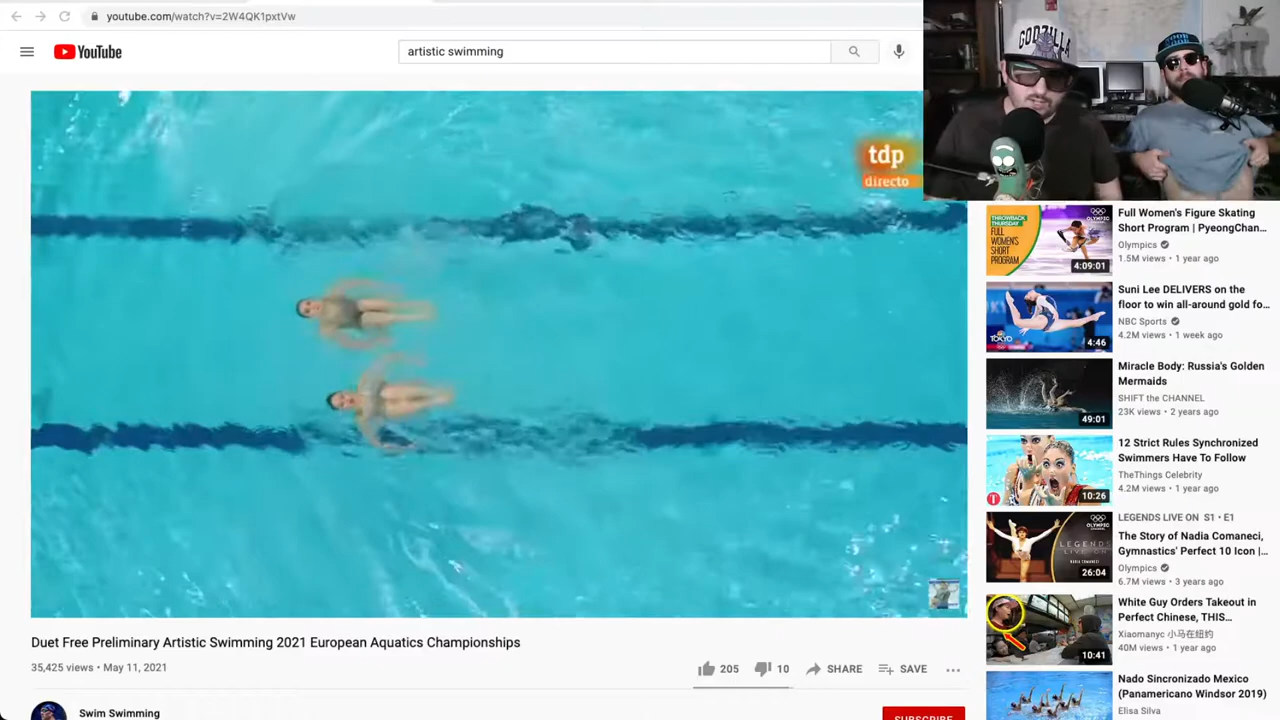 youtube.com/watch?v=2W4QK1pxtVw
YouTube
artistic swimming
GODZILLA
tdp
directo
THROWBACK
THURSDAY
FULL
WOMEN'S
SHORT
PROGRAM
4:09:01
Full Women's Figure Skating
Short Program | PyeongChan...
Olympics
1.5M views • 1 year ago
TOKYO
4:46
Suni Lee DELIVERS on the
floor to win all-around gold fo...
NBC Sports
4.2M views • 1 week ago
49:01
Miracle Body: Russia's Golden
Mermaids
SHIFT the CHANNEL
23K views • 2 years ago
10:26
12 Strict Rules Synchronized
Swimmers Have To Follow
TheThings Celebrity
4.2M views • 1 year ago
LEGENDS
LIVE ON
NADIA COMANECI
26:04
LEGENDS LIVE ON S1 • E1
The Story of Nadia Comaneci,
Gymnastics' Perfect 10 Icon |...
Olympics
6.7M views • 3 years ago
10:41
White Guy Orders Takeout in
Perfect Chinese, THIS...
Xiaomanyc 小马在纽约
40M views • 1 year ago
Nado Sincronizado Mexico
(Panamericano Windsor 2019)
Elisa Silva
Duet Free Preliminary Artistic Swimming 2021 European Aquatics Championships
35,425 views • May 11, 2021
205
10
SHARE
SAVE
Swim Swimming
SUBSCRIBE